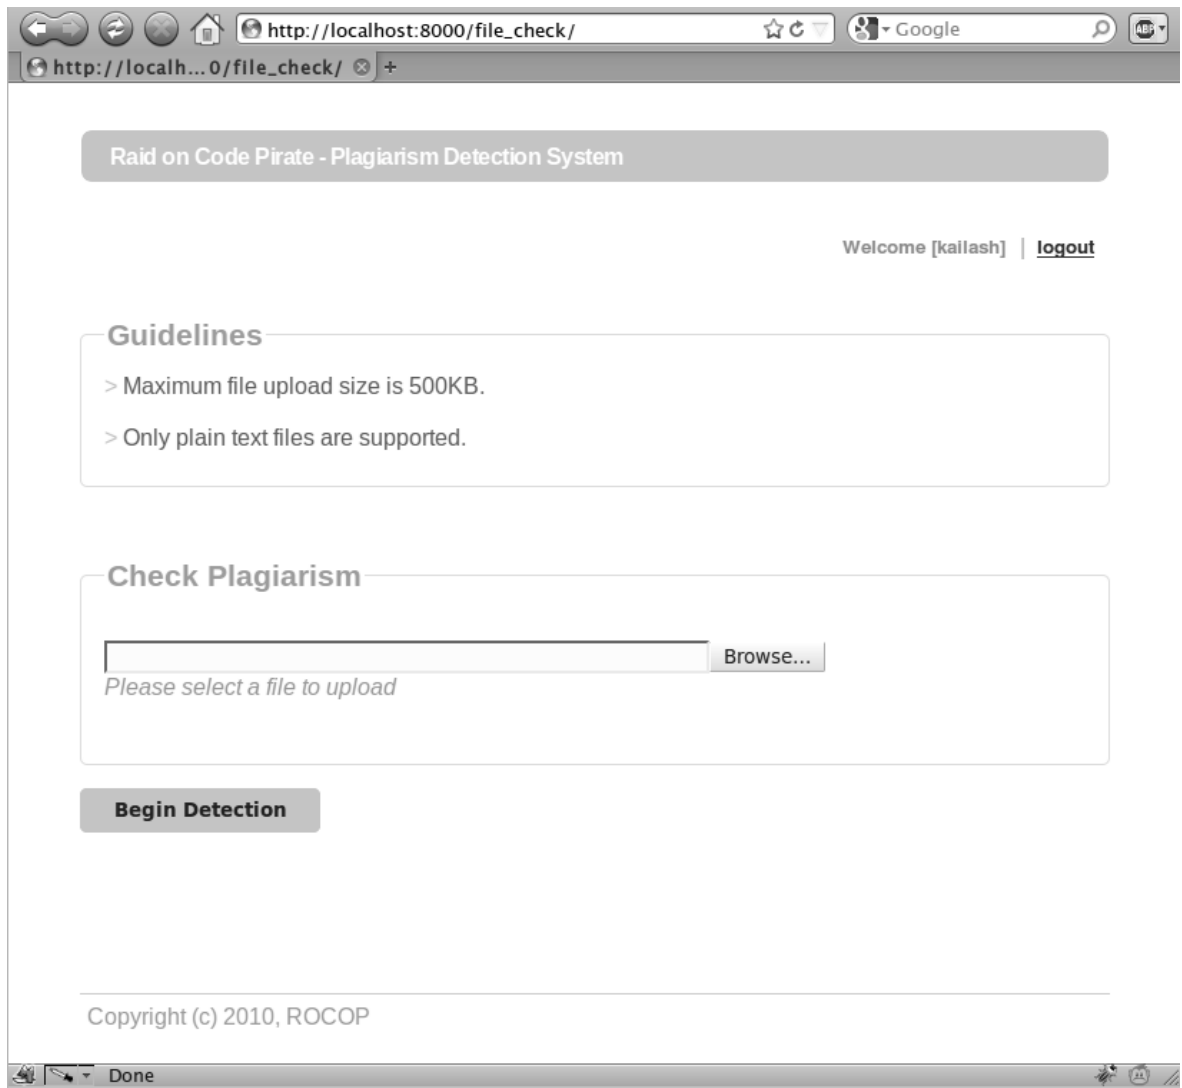 http://localhost:8000/file_check/
Google
ABP
http://localh...0/file_check/
Raid on Code Pirate - Plagiarism Detection System
Welcome [kailash] | logout
Guidelines
> Maximum file upload size is 500KB.
> Only plain text files are supported.
Check Plagiarism
Browse...
Please select a file to upload
Begin Detection
Copyright (c) 2010, ROCOP
Done